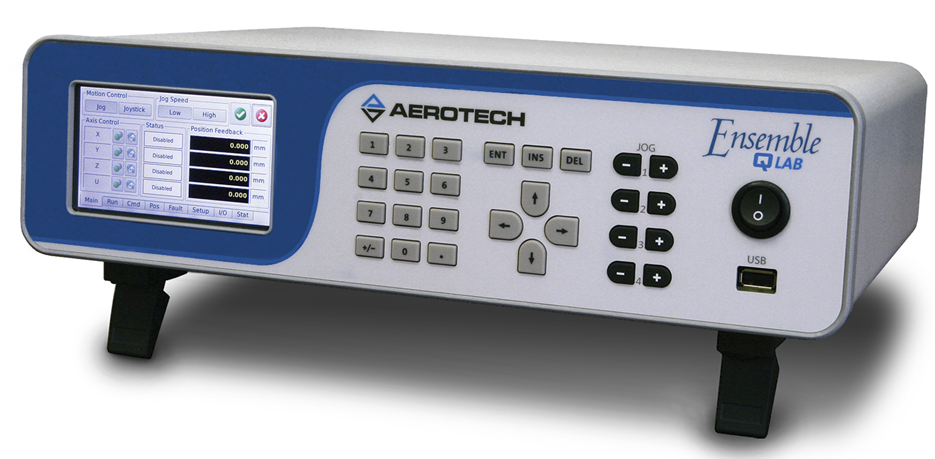 Motion Control
Jog Joystick
Jog Speed
Low High
Axis Control
Status
Position Feedback
X Disabled 0.000 mm
Y Disabled 0.000 mm
Z Disabled 0.000 mm
U Disabled 0.000 mm
Main Run Cmd Pos Fault Setup I/O Stat
AEROTECH
1 2 3
4 5 6
7 8 9
+/- 0 .
ENT INS DEL
JOG
- 1 +
- 2 +
- 3 +
- 4 +
Ensemble
Q LAB
I
O
USB